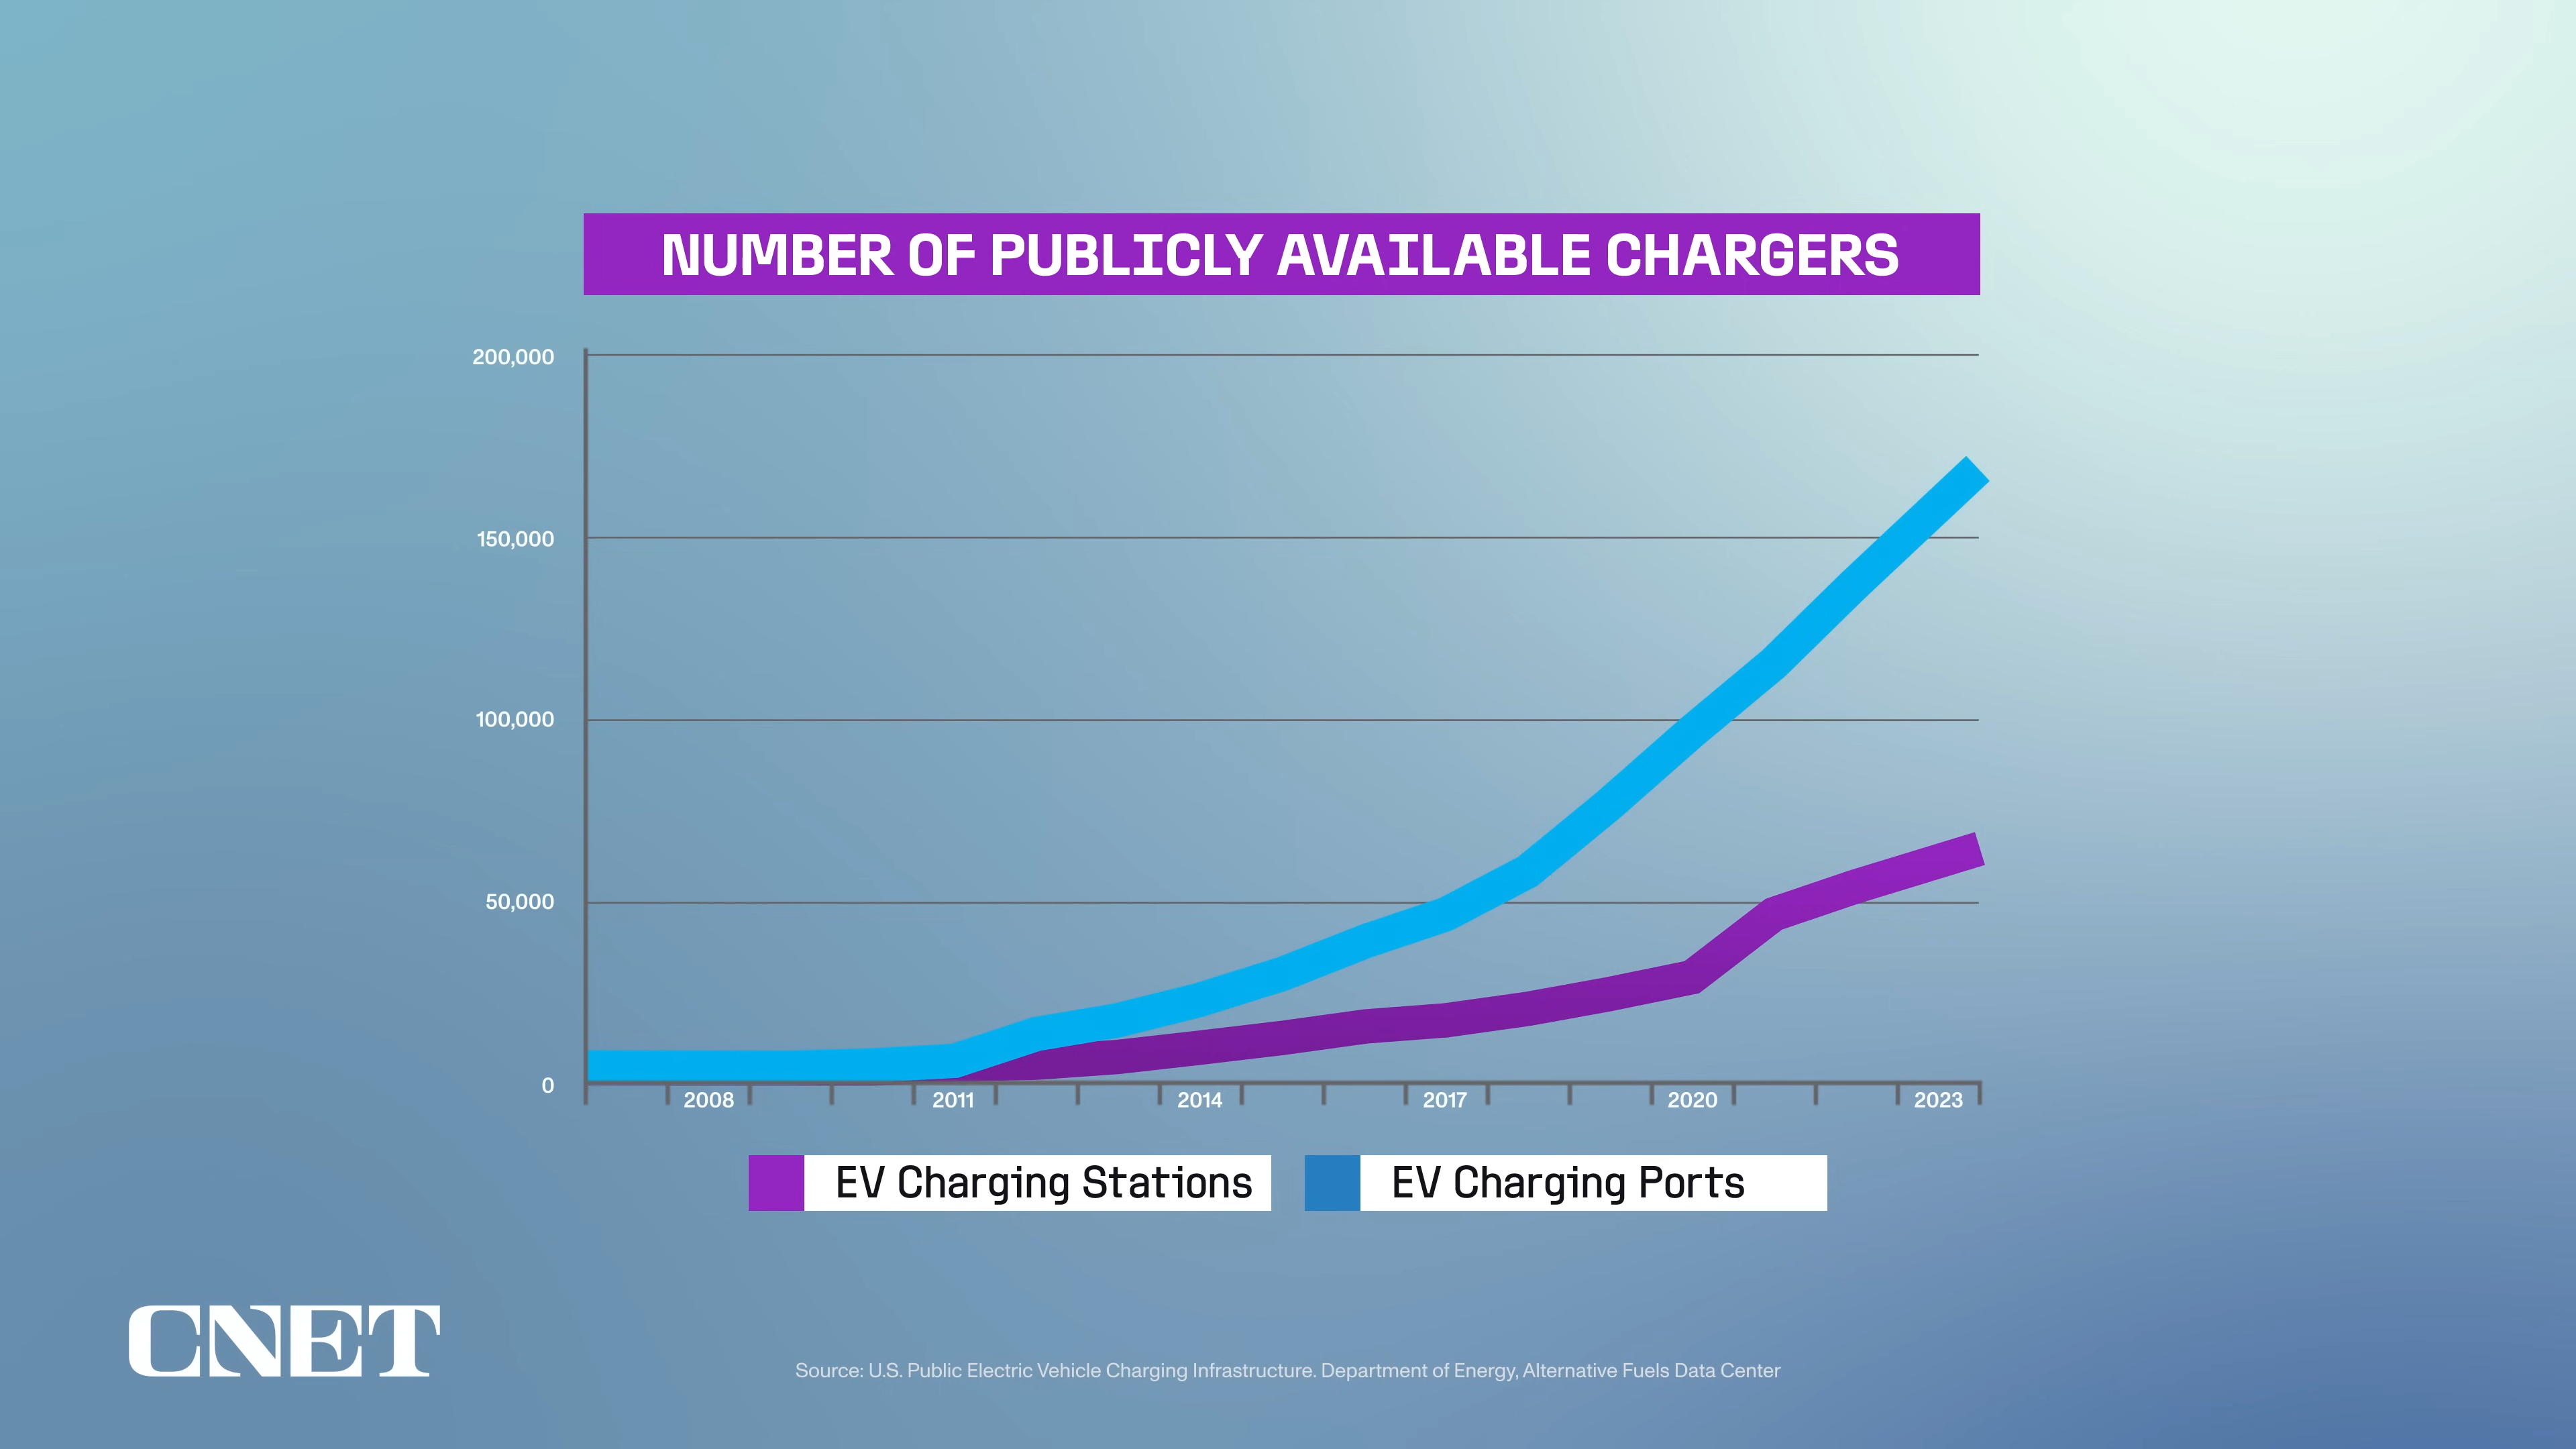 NUMBER OF PUBLICLY AVAILABLE CHARGERS
200,000
150,000
100,000
50,000
0
2008 2011 2014 2017 2020 2023
EV Charging Stations EV Charging Ports
CNET
Source: U.S. Public Electric Vehicle Charging Infrastructure. Department of Energy, Alternative Fuels Data Center